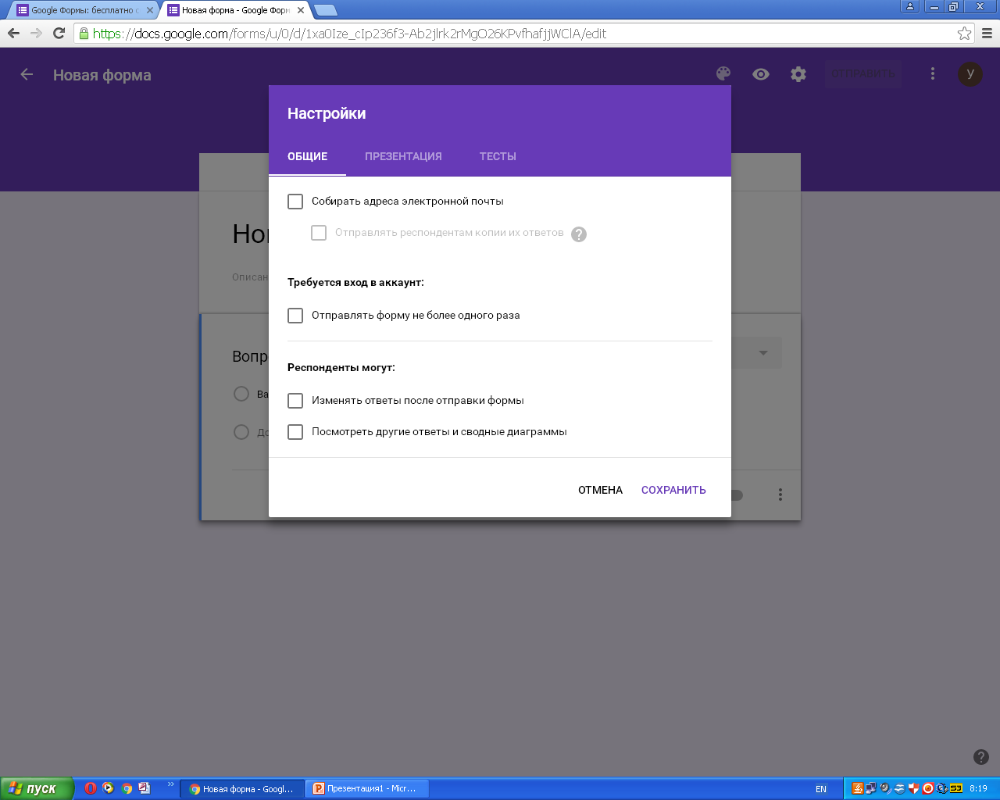 Google Формы: бесплатно с
Новая форма - Google Форм
https://docs.google.com/forms/u/0/d/
Новая форма
ОТПРАВИТЬ
У
Настройки
ОБЩИЕ ПРЕЗЕНТАЦИЯ ТЕСТЫ
Собирать адреса электронной почты
Отправлять респондентам копии их ответов
?
Требуется вход в аккаунт:
Отправлять форму не более одного раза
Респонденты могут:
Изменять ответы после отправки формы
Посмотреть другие ответы и сводные диаграммы
ОТМЕНА СОХРАНИТЬ
Но
Описан
Вопр
Ва
До
?
пуск
Новая форма - Googl...
Презентация1 - Micr...
EN
8:19